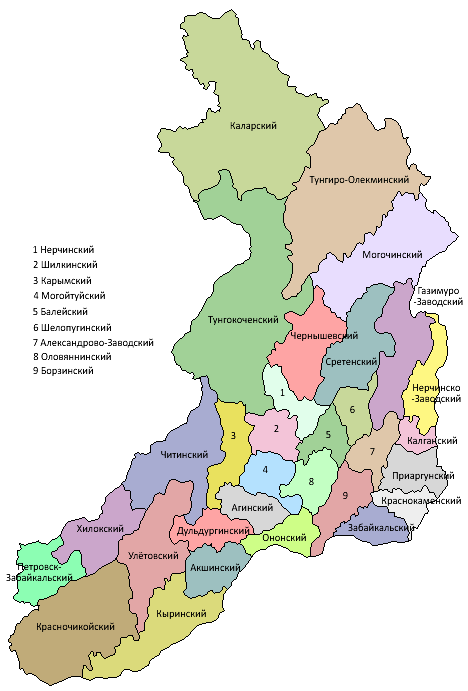 Каларский
Тунгиро-Олекминский
1 Нерчинский
2 Шилкинский
3 Карымский
4 Могойтуйский
5 Балейский
6 Шелопугинский
7 Александрово-Заводский
8 Оловяннинский
9 Борзинский
Могочинский
Газимуро
-Заводский
Тунгокоченский
Чернышевский
Сретенский
Нерчинско
-Заводский
1
6
2
3
5
Калганский
Читинский
7
4
Приаргунский
8
9
Краснокаменский
Агинский
Хилокский
Дульдургинский
Забайкальский
Ононский
Улётовский
Петровск-
Забайкальский
Акшинский
Кыринский
Красночикойский